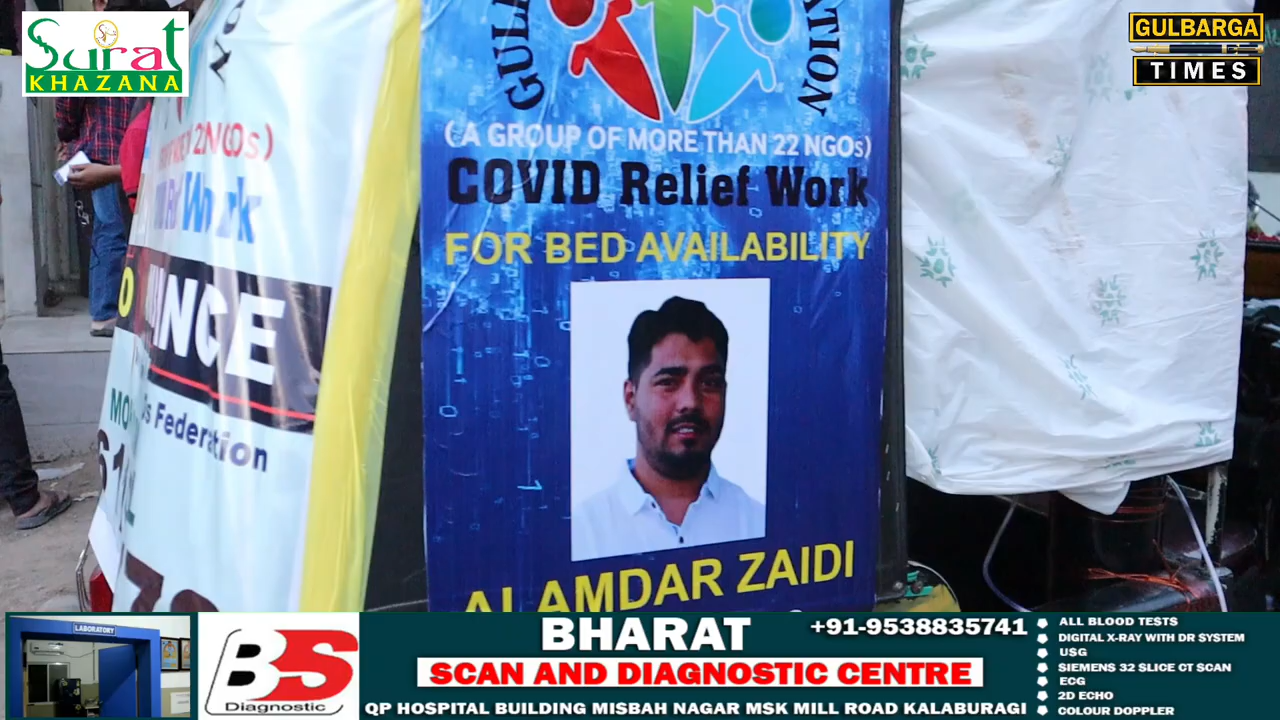 Surat
KHAZANA
GULBARGA
TIMES
(A GROUP OF MORE THAN 22 NGOs)
COVID Relief Work
FOR BED AVAILABILITY
ALAMDAR ZAIDI
NGOs)
Work
s Federation
LABORATORY
BS
Diagnostic
BHARAT
+91-9538835741
SCAN AND DIAGNOSTIC CENTRE
QP HOSPITAL BUILDING MISBAH NAGAR MSK MILL ROAD KALABURAGI
ALL BLOOD TESTS
DIGITAL X-RAY WITH DR SYSTEM
USG
SIEMENS 32 SLICE CT SCAN
ECG
2D ECHO
COLOUR DOPPLER